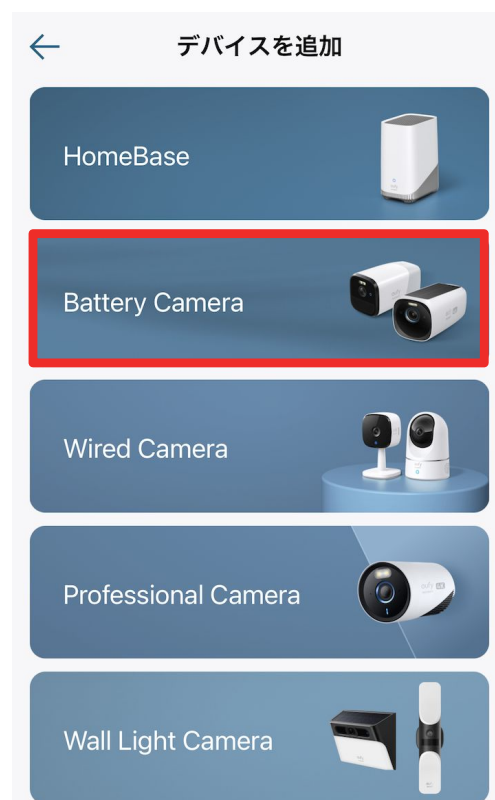 デバイスを追加
HomeBase
Battery Camera
Wired Camera
Professional Camera
Wall Light Camera